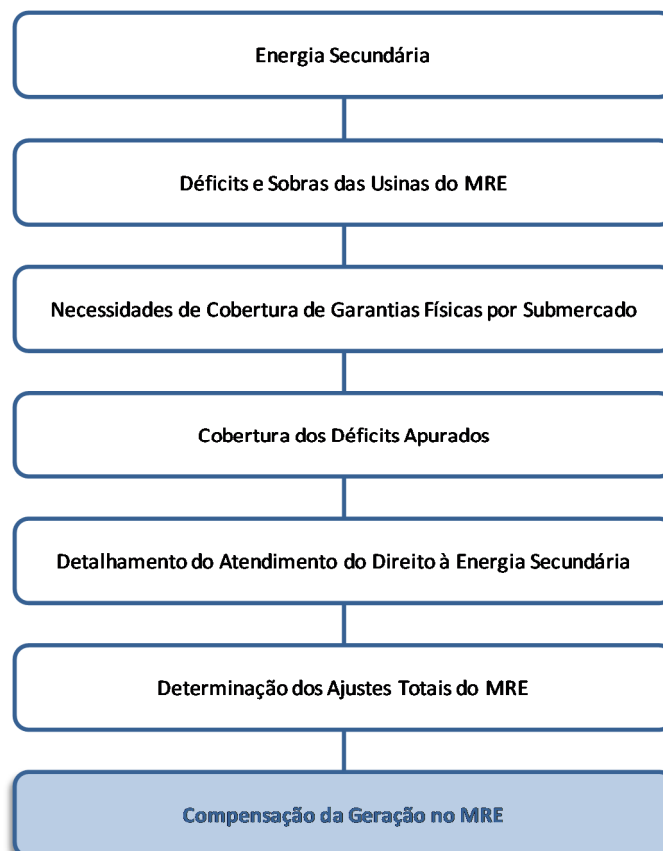 Energia Secundária
Déficits e Sobras das Usinas do MRE
Necessidades de Cobertura de Garantias Físicas por Submercado
Cobertura dos Déficits Apurados
Detalhamento do Atendimento do Direito à Energia Secundária
Determinação dos Ajustes Totais do MRE
Compensação da Geração no MRE